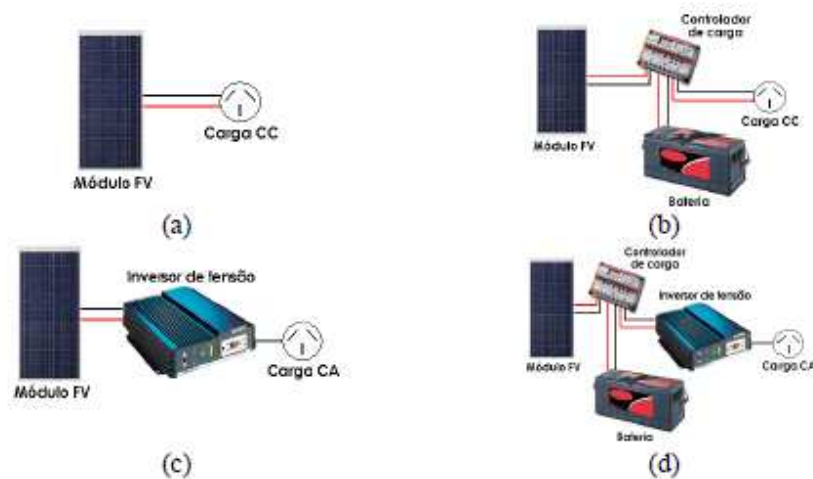 Carga CC
Módulo FV
(a)
Controlador
de carga
Carga CC
Módulo FV
Bateria
(b)
Inversor de tensão
Carga CA
Módulo FV
(c)
Controlador
de carga
Inversor de tensão
Módulo FV
Carga CA
Bateria
(d)